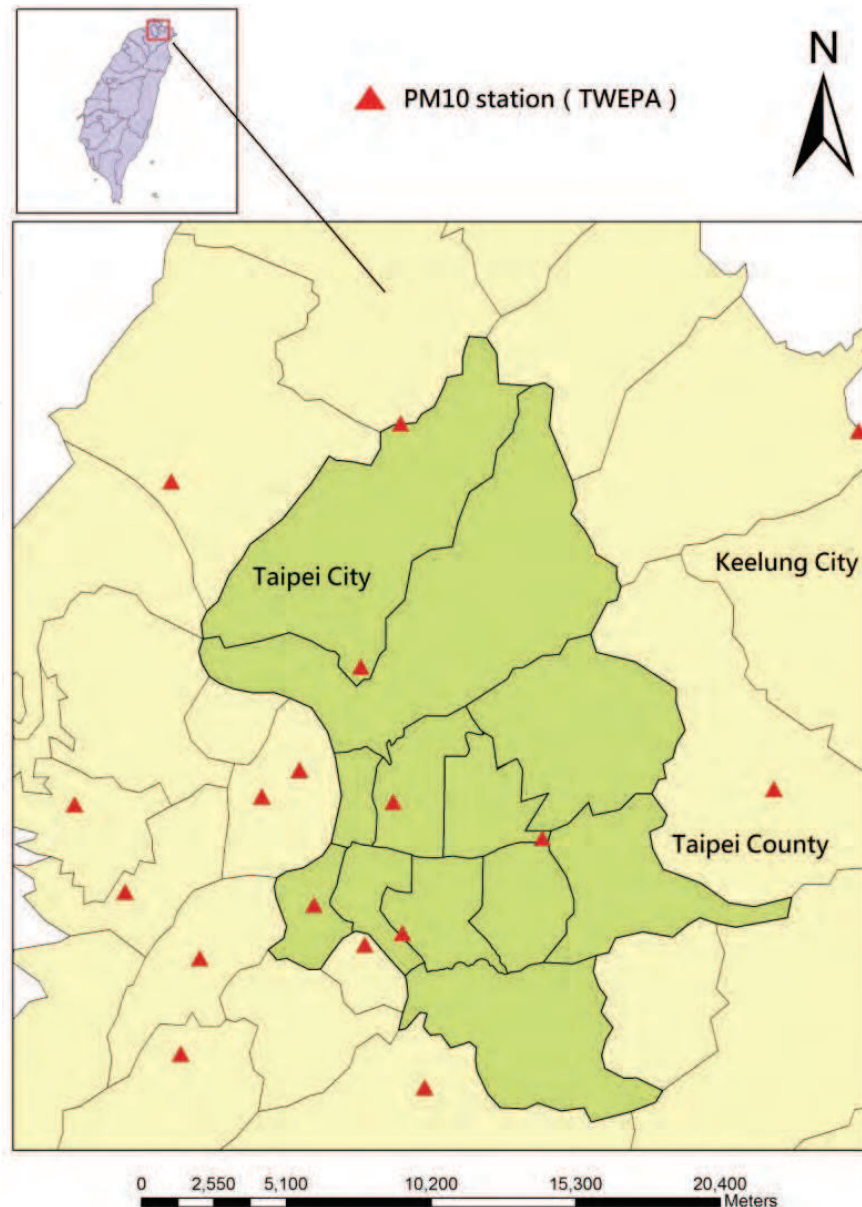 N
PM10 station ( TWEPA )
Taipei City
Keelung City
Taipei County
0 2,550 5,100 10,200 15,300 20,400
Meters